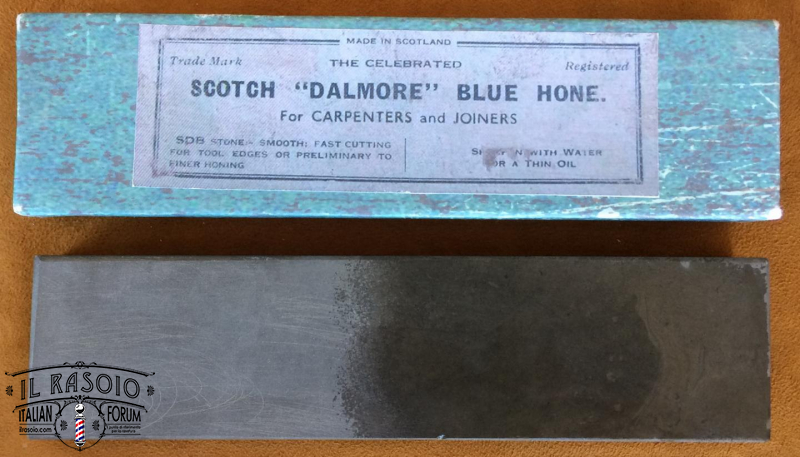 MADE IN SCOTLAND
Trade Mark THE CELEBRATED Registered
SCOTCH "DALMORE" BLUE HONE.
For CARPENTERS and JOINERS
SDB STONE - SMOOTH: FAST CUTTING
FOR TOOL EDGES OR PRELIMINARY TO
FINER HONING
WITH WATER
OR A THIN OIL
IL RASOIO
ITALIAN FORUM
ilrasoio.com